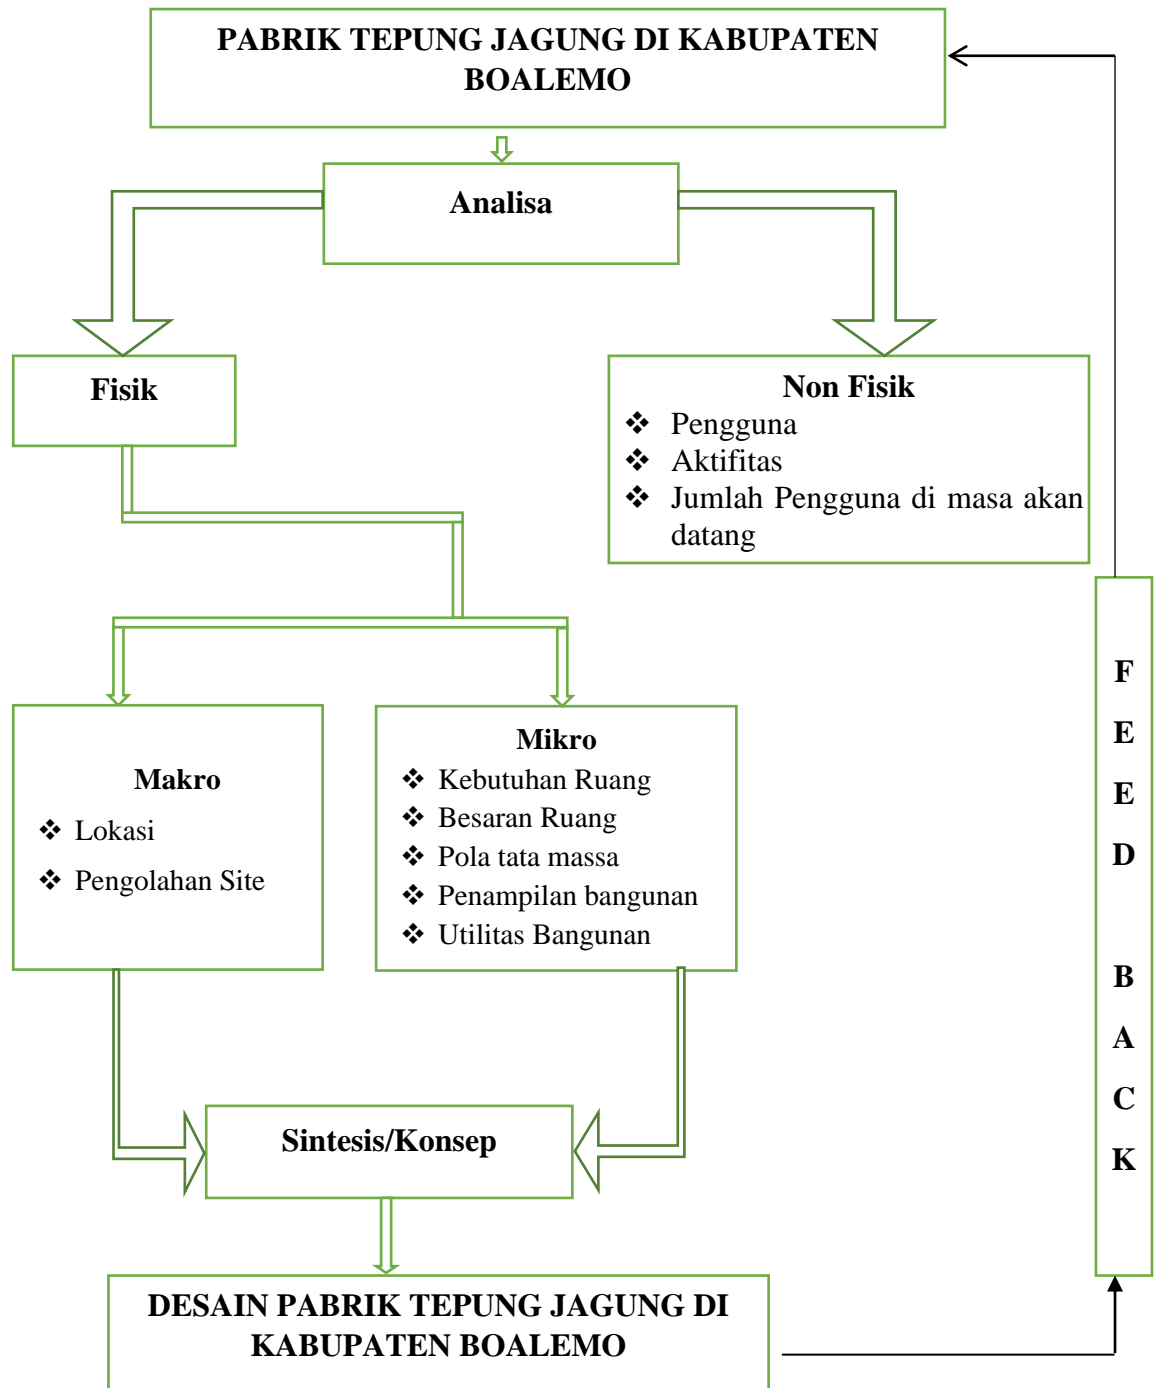 PABRIK TEPUNG JAGUNG DI KABUPATEN
BOALEMO
Analisa
Fisik
Non Fisik
❖ Pengguna
❖ Aktifitas
❖ Jumlah Pengguna di masa akan
datang
Makro
❖ Lokasi
❖ Pengolahan Site
Mikro
❖ Kebutuhan Ruang
❖ Besaran Ruang
❖ Pola tata massa
❖ Penampilan bangunan
❖ Utilitas Bangunan
F
E
E
D
B
A
C
K
Sintesis/Konsep
DESAIN PABRIK TEPUNG JAGUNG DI
KABUPATEN BOALEMO